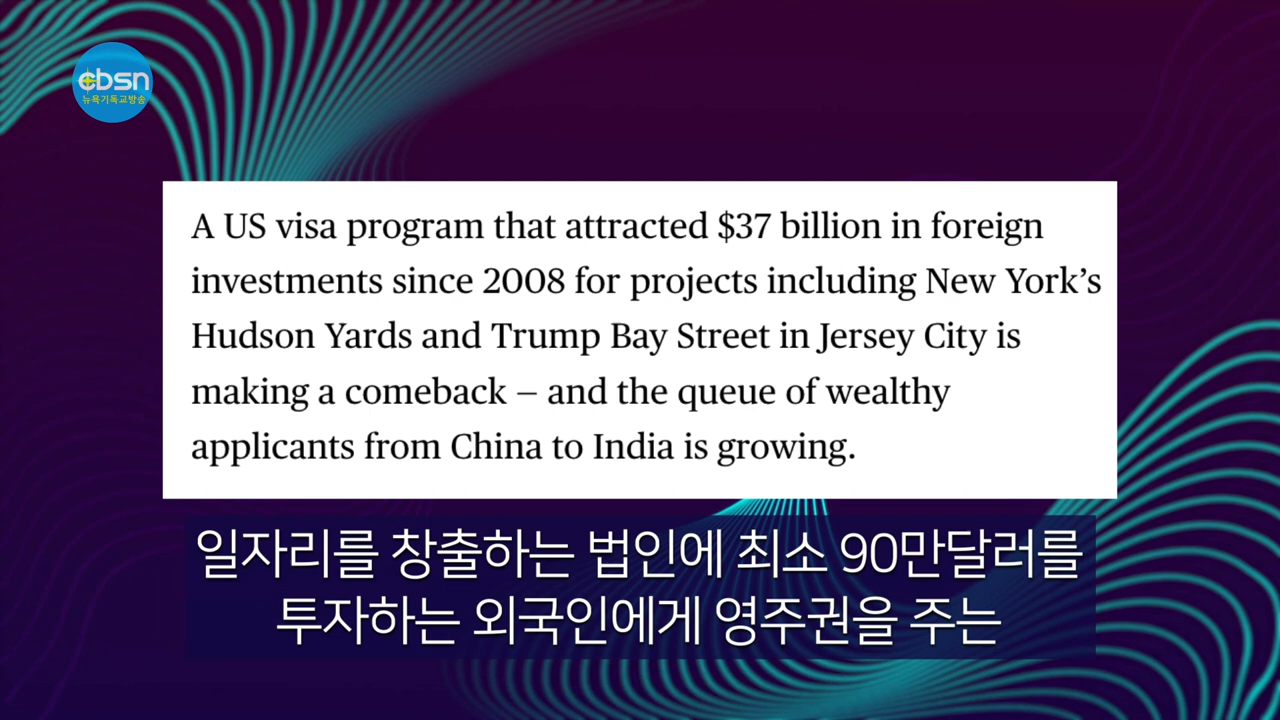 cbsn
뉴욕기독교방송
A US visa program that attracted $37 billion in foreign
investments since 2008 for projects including New York’s
Hudson Yards and Trump Bay Street in Jersey City is
making a comeback — and the queue of wealthy
applicants from China to India is growing.
일자리를 창출하는 법인에 최소 90만달러를
투자하는 외국인에게 영주권을 주는